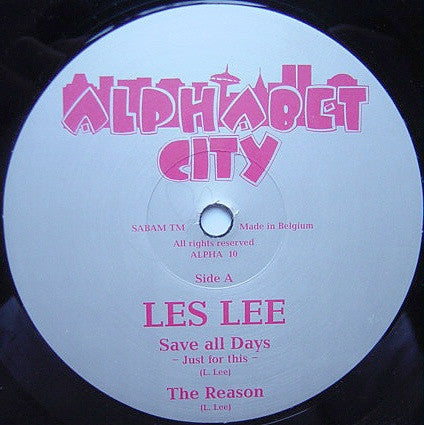 ALPHABET
CITY
SABAM TM Made in Belgium
All rights reserved
ALPHA 10
Side A
LES LEE
Save all Days
– Just for this –
(L. Lee)
The Reason
(L. Lee)